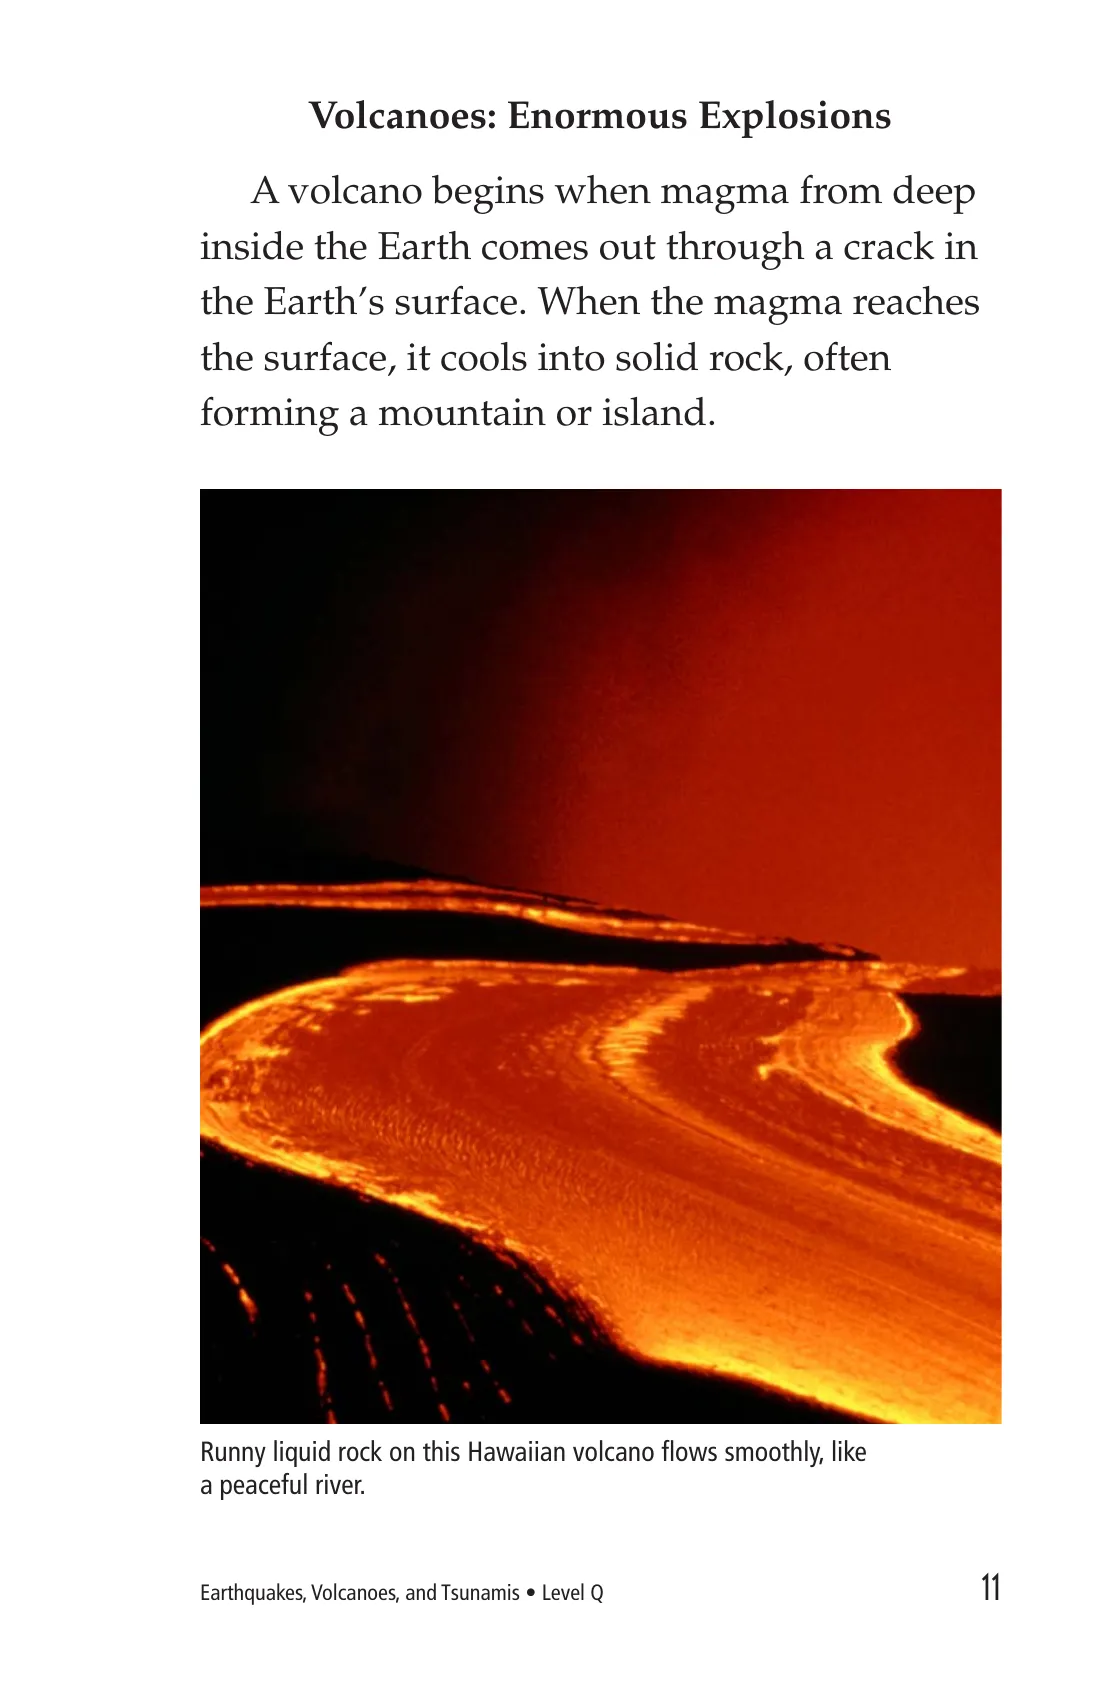 Volcanoes: Enormous Explosions
A volcano begins when magma from deep
inside the Earth comes out through a crack in
the Earth’s surface. When the magma reaches
the surface, it cools into solid rock, often
forming a mountain or island.
Runny liquid rock on this Hawaiian volcano flows smoothly, like
a peaceful river.
Earthquakes, Volcanoes, and Tsunamis • Level Q 11